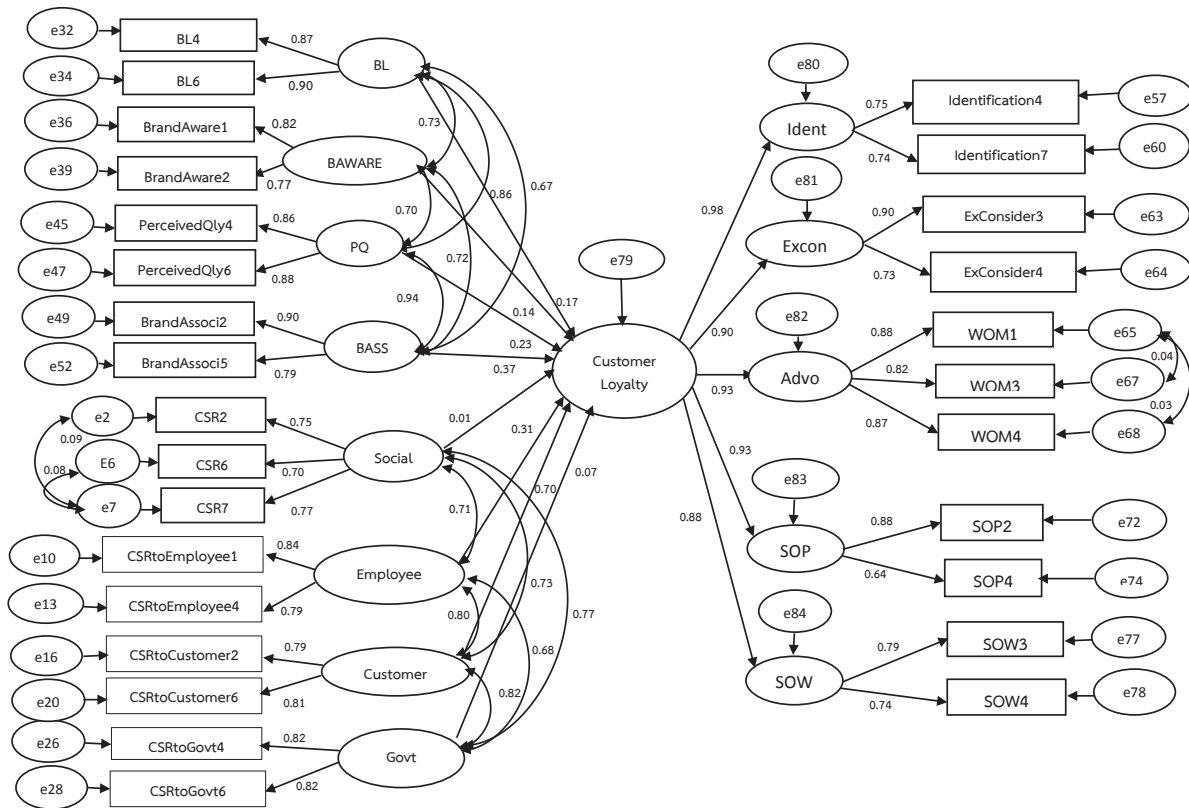 e32
BL4
0.87
BL
e34
BL6
0.90
e36
BrandAware1
0.82
0.73
BAWARE
e39
BrandAware2
0.77
0.86
0.67
e45
PerceivedQly4
0.86
0.70
PQ
e47
PerceivedQly6
0.88
0.72
e49
BrandAssoci2
0.90
0.94
0.14
0.17
BASS
0.23
e52
BrandAssoci5
0.79
0.37
e79
Customer
Loyalty
e2
CSR2
0.75
0.01
0.09
E6
CSR6
0.70
Social
0.31
0.08
0.07
e7
CSR7
0.77
0.71
0.70
e10
CSRtoEmployee1
0.84
Employee
e13
CSRtoEmployee4
0.79
0.73
0.77
0.80
e16
CSRtoCustomer2
0.79
0.68
Customer
e20
CSRtoCustomer6
0.81
0.82
e26
CSRtoGovt4
0.82
Govt
e28
CSRtoGovt6
0.82
e80
Ident
0.75
Identification4
e57
0.74
Identification7
e60
0.98
e81
Excon
0.90
ExConsider3
e63
0.73
ExConsider4
e64
0.90
e82
Advo
0.93
0.88
WOM1
e65
0.04
0.82
WOM3
e67
0.87
WOM4
e68
0.03
0.93
e83
SOP
0.88
SOP2
e72
0.64
SOP4
e74
0.88
e84
SOW
0.79
SOW3
e77
0.74
SOW4
e78